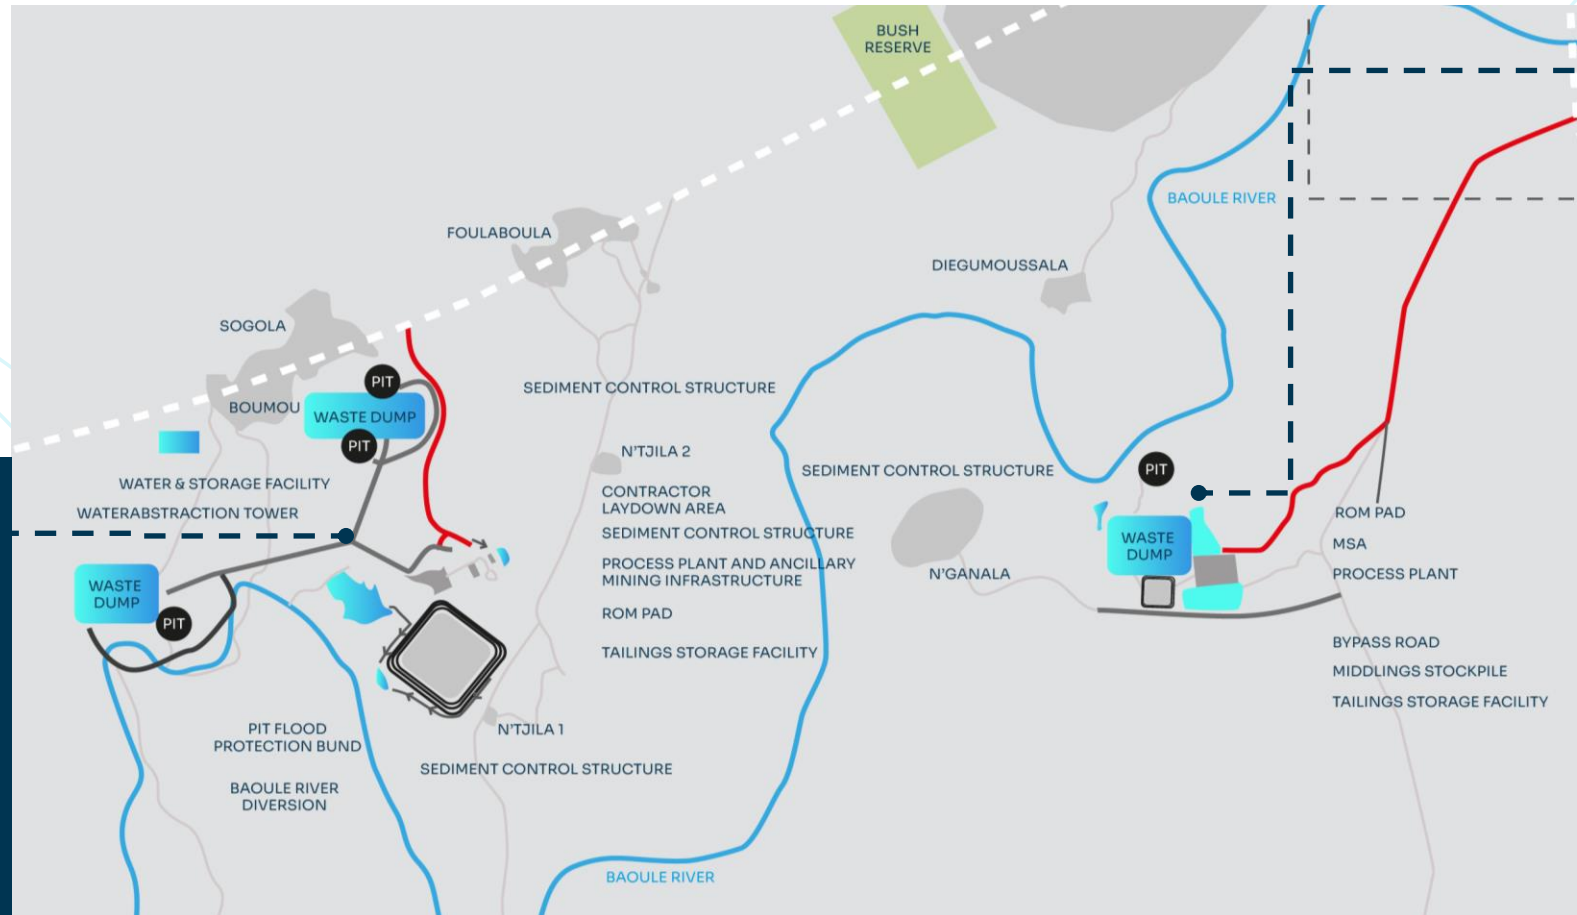 BUSH
RESERVE
BAOULE RIVER
FOULABOULA
DIEGUMOUSSALA
SOGOLA
PIT
SEDIMENT CONTROL STRUCTURE
BOUMOU
WASTE DUMP
PIT
N'TJILA 2
SEDIMENT CONTROL STRUCTURE
PIT
WATER & STORAGE FACILITY
CONTRACTOR
LAYDOWN AREA
WATERABSTRACTION TOWER
ROM PAD
SEDIMENT CONTROL STRUCTURE
WASTE
DUMP
MSA
PROCESS PLANT AND ANCILLARY
MINING INFRASTRUCTURE
N'GANALA
PROCESS PLANT
WASTE
DUMP
PIT
ROM PAD
TAILINGS STORAGE FACILITY
BYPASS ROAD
MIDDLINGS STOCKPILE
TAILINGS STORAGE FACILITY
PIT FLOOD
PROTECTION BUND
N'TJILA 1
SEDIMENT CONTROL STRUCTURE
BAOULE RIVER
DIVERSION
BAOULE RIVER